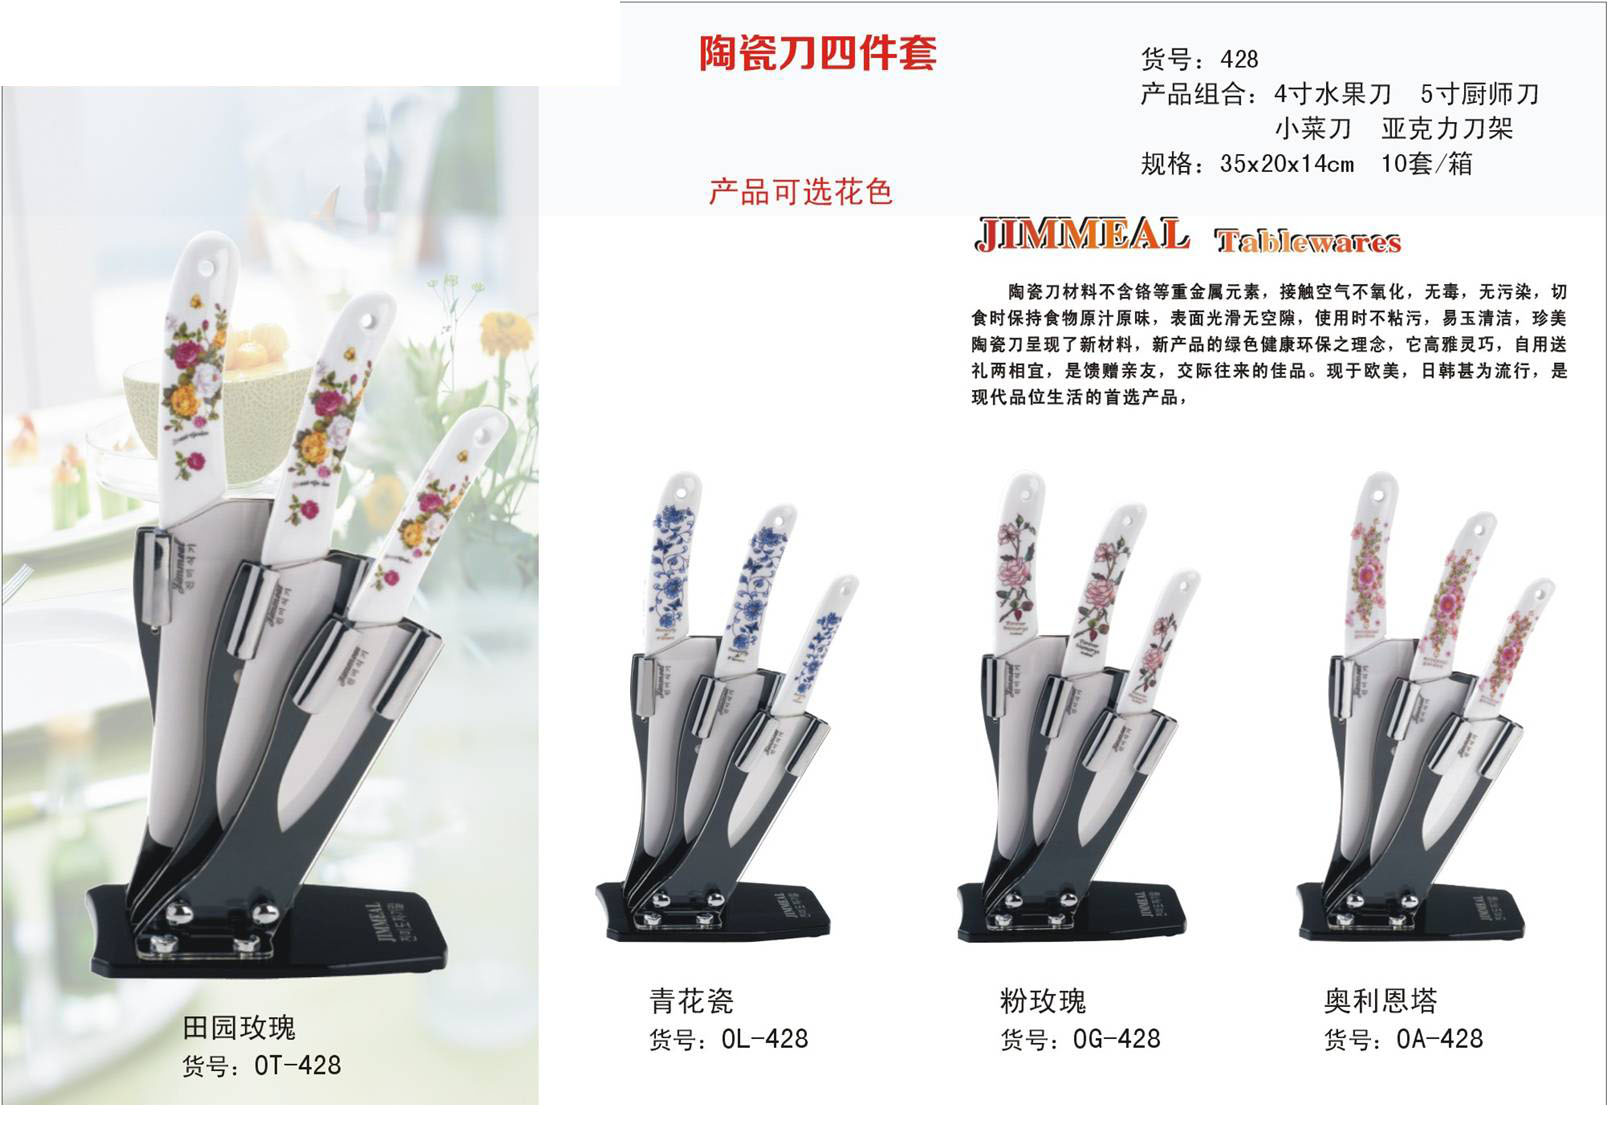 陶瓷刀四件套
货号：428
产品组合：4寸水果刀 5寸厨师刀
小菜刀 亚克力刀架
规格：35x20x14cm 10套/箱
产品可选花色
JIMMEAL Tablewares
陶瓷刀材料不含铬等重金属元素，接触空气不氧化，无毒，无污染，切
食时保持食物原汁原味，表面光滑无空隙，使用时不粘污，易玉清洁，珍美
陶瓷刀呈现了新材料，新产品的绿色健康环保之理念，它高雅灵巧，自用送
礼两相宜，是馈赠亲友，交际往来的佳品。现于欧美，日韩甚为流行，是
现代品位生活的首选产品，
Jimmeal
Jimmeal
Jimmeal
JIMMEAL
田园玫瑰
货号：OT-428
JIMMEAL
青花瓷
货号：OL-428
JIMMEAL
粉玫瑰
货号：OG-428
JIMMEAL
奥利恩塔
货号：OA-428